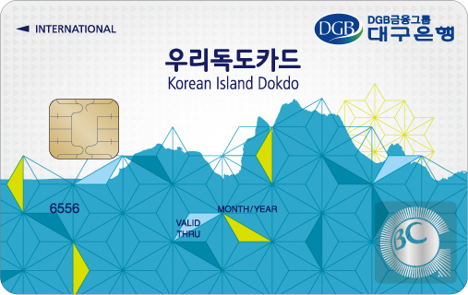 INTERNATIONAL
DGB
DGB금융그룹
대구은행
우리독도카드
Korean Island Dokdo
6556
MONTH/YEAR
VALID
THRU
BC